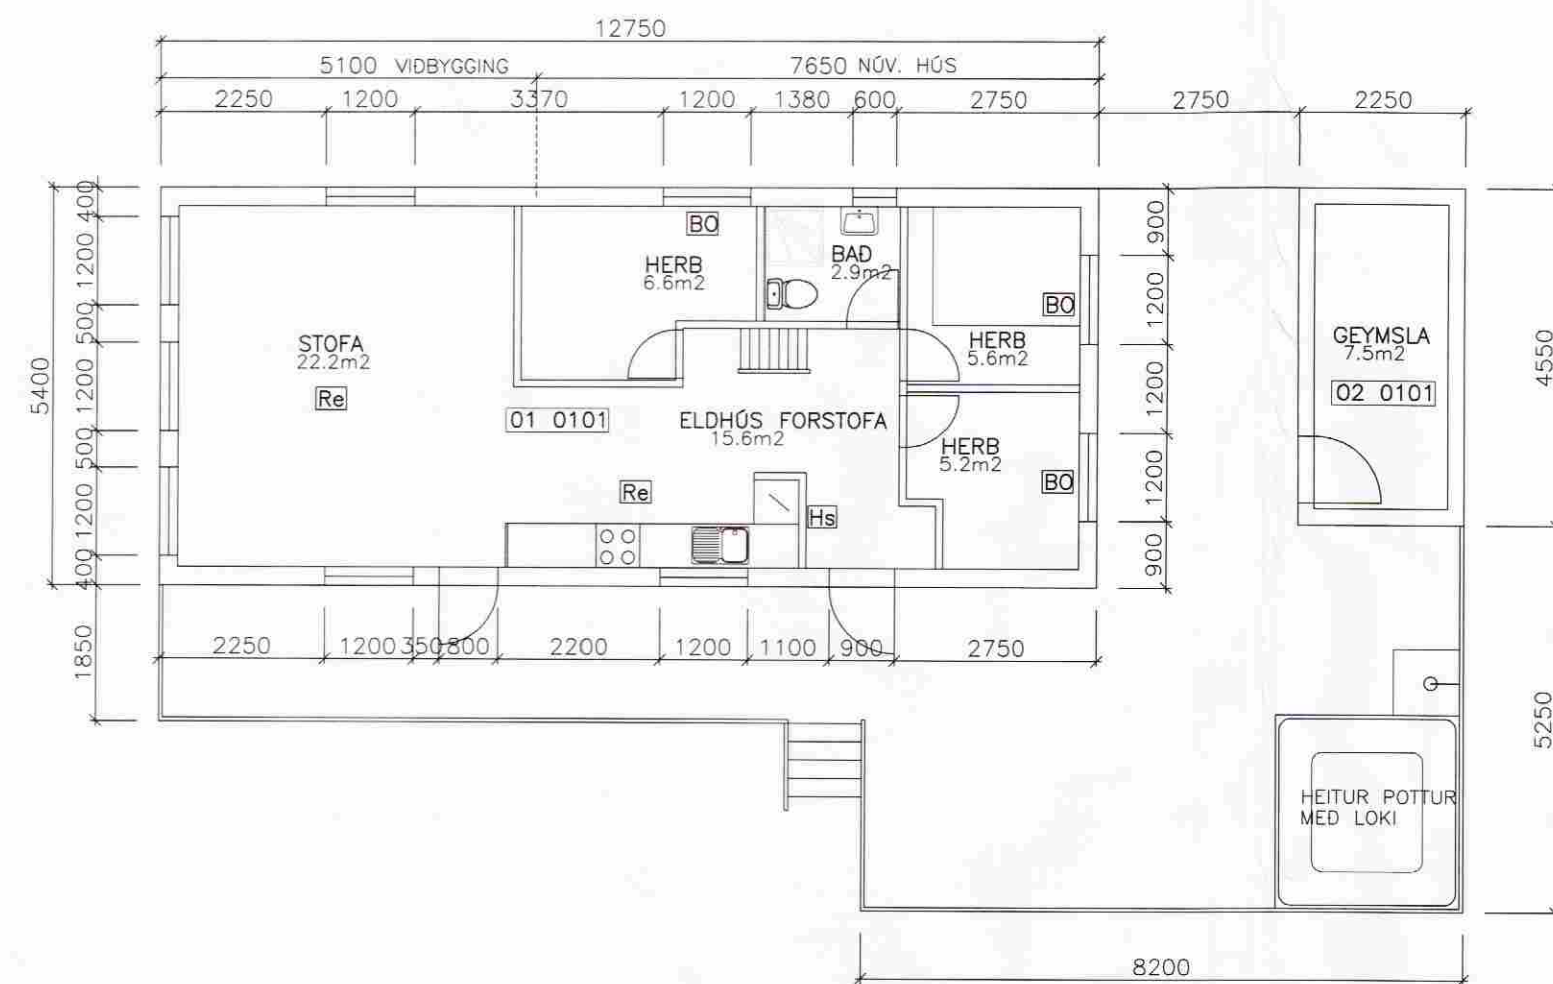 12750
5100 VIÐBYGGING
7650 NÚV. HÚS
2250
1200
3370
1200
1380
600
2750
2750
2250
400
1200
500
1200
500
1200
400
5400
1850
STOFA
22.2m2
Re
01 0101
HERB
6.6m2
BO
BAÐ
2.9m2
HERB
5.6m2
BO
ELDHÚS FORSTOFA
15.6m2
Re
Hs
HERB
5.2m2
BO
900
1200
1200
1200
900
GEYMSLA
7.5m2
02 0101
4550
5250
2250
1200
350
800
2200
1200
1100
900
2750
HEITUR POTTUR
MEÐ LOKI
8200